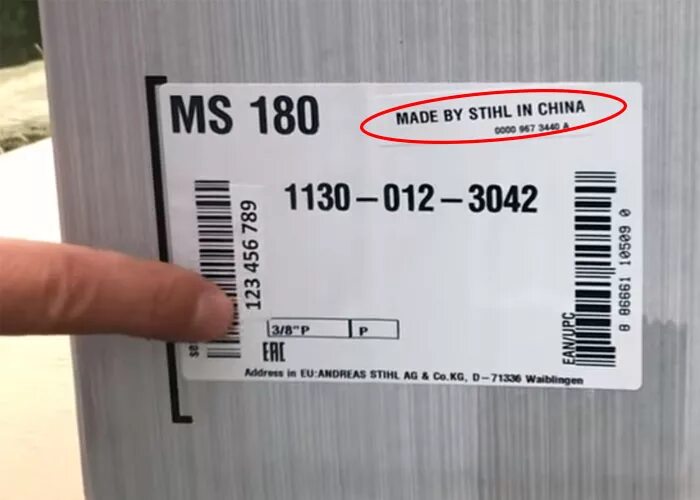 MS 180
MADE BY STIHL IN CHINA
0000 967 3440 A
1130-012-3042
123 456 789
3/8"P
P
EAC
EAN/UPC
8 86661 10509 0
Address in EU:ANDREAS STIHL AG & Co.KG, D-71336 Waiblingen